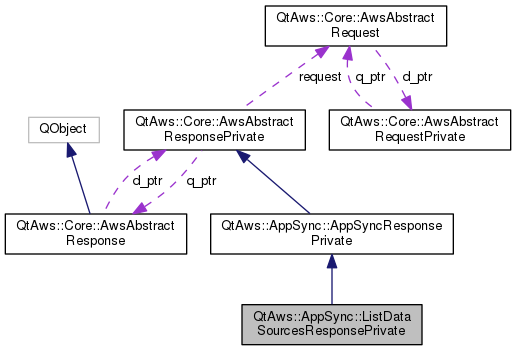 QtAws::Core::AwsAbstract
Request
request
q_ptr
d_ptr
QObject
QtAws::Core::AwsAbstract
ResponsePrivate
QtAws::Core::AwsAbstract
RequestPrivate
d_ptr
q_ptr
QtAws::Core::AwsAbstract
Response
QtAws::AppSync::AppSyncResponse
Private
QtAws::AppSync::ListData
SourcesResponsePrivate